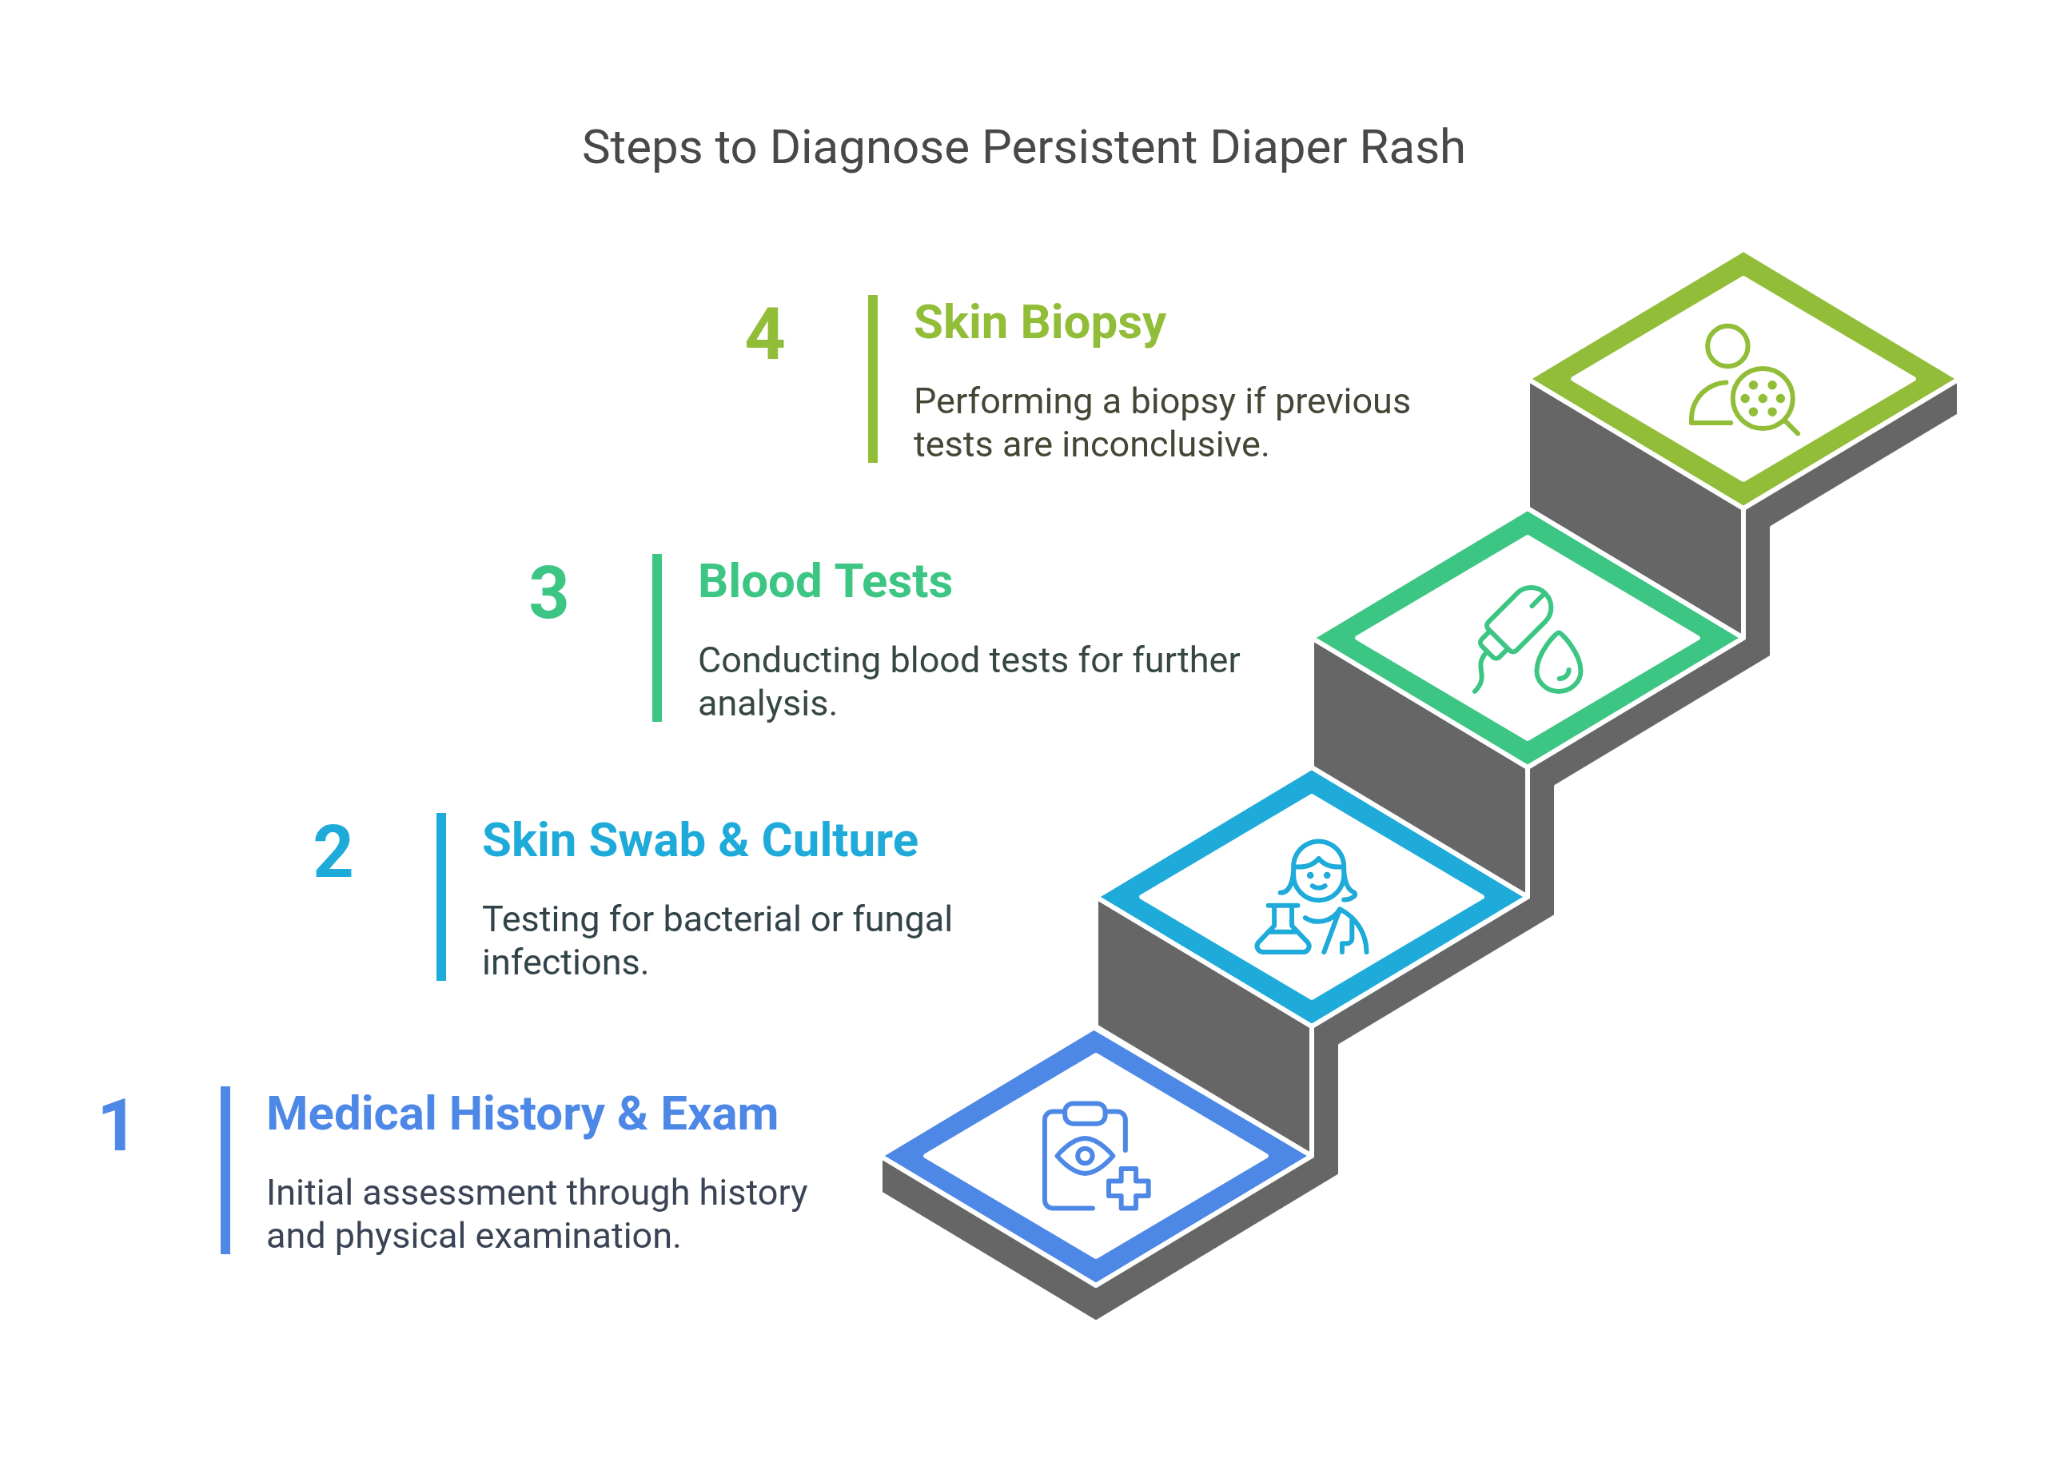 Steps to Diagnose Persistent Diaper Rash
4
Skin Biopsy
Performing a biopsy if previous
tests are inconclusive.
3
Blood Tests
Conducting blood tests for further
analysis.
2
Skin Swab & Culture
Testing for bacterial or fungal
infections.
1
Medical History & Exam
Initial assessment through history
and physical examination.